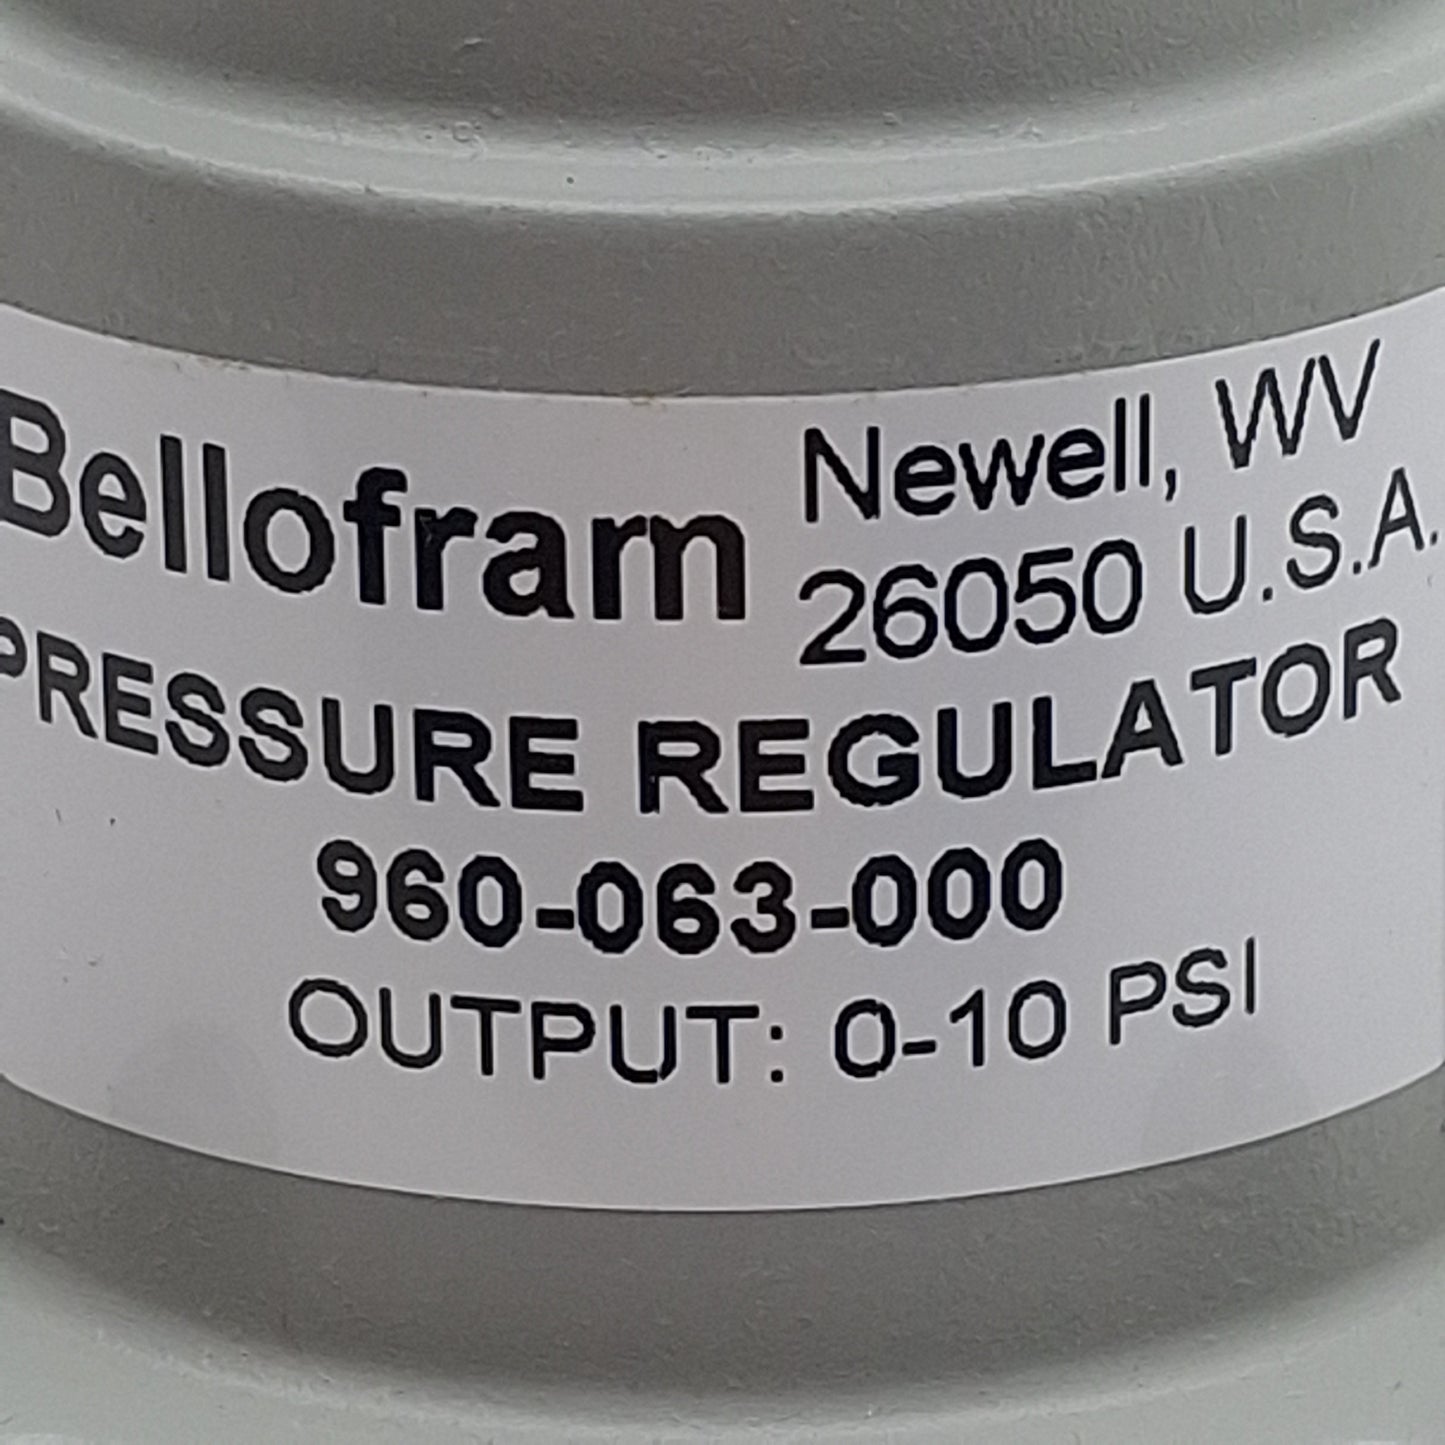 Bellofram
Newell, WV
26050 U.S.A.
PRESSURE REGULATOR
960-063-000
OUTPUT: 0-10 PSI